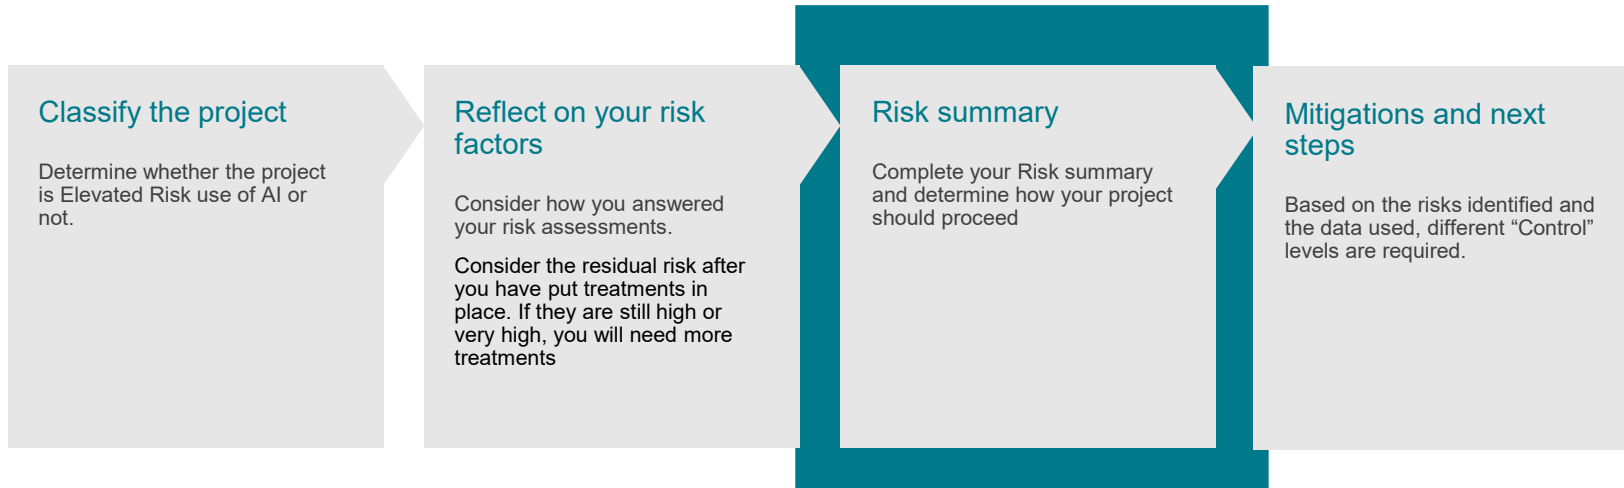 Classify the project
Determine whether the project
is Elevated Risk use of AI or
not.
Reflect on your risk
factors
Consider how you answered
your risk assessments.
Consider the residual risk after
you have put treatments in
place. If they are still high or
very high, you will need more
treatments
Risk summary
Complete your Risk summary
and determine how your project
should proceed
Mitigations and next
steps
Based on the risks identified and
the data used, different “Control”
levels are required.